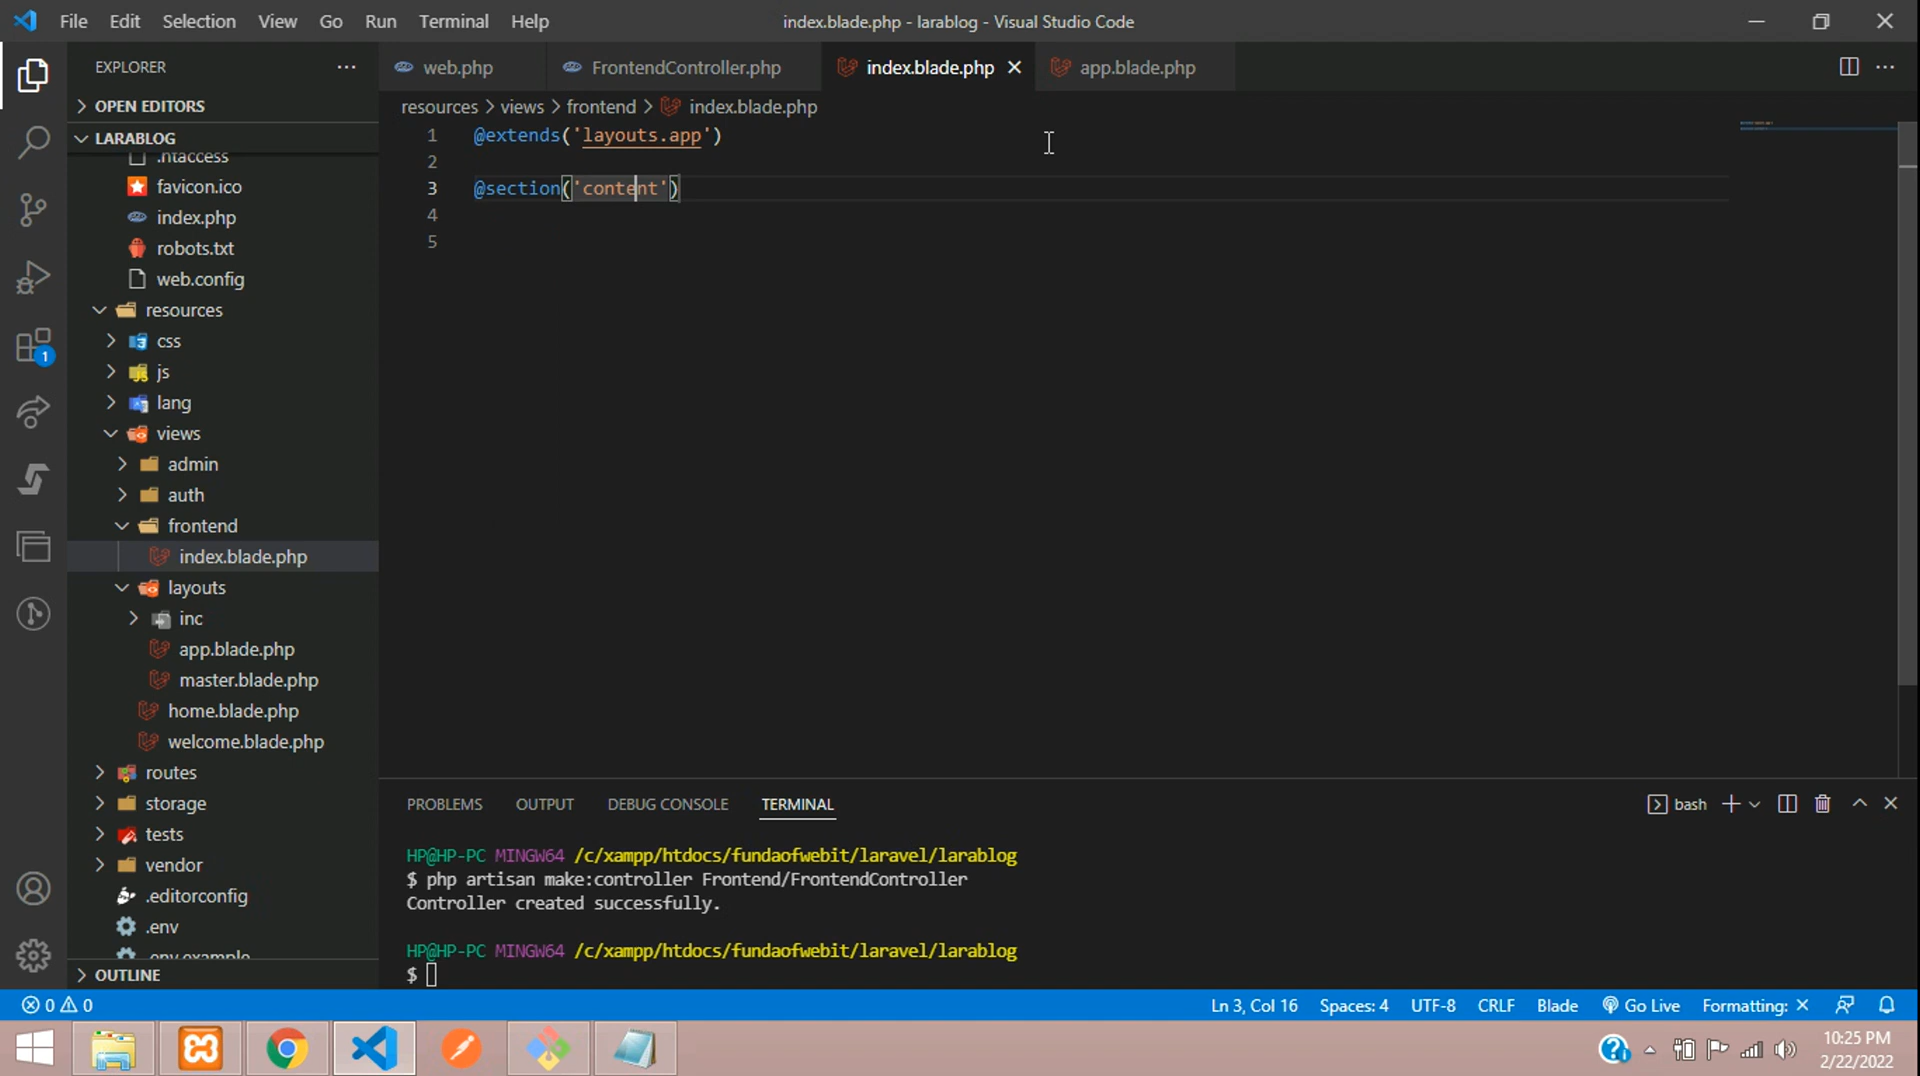 File Edit Selection View Go Run Terminal Help
index.blade.php - larablog - Visual Studio Code
EXPLORER
OPEN EDITORS
LARABLOG
.htaccess
favicon.ico
index.php
robots.txt
web.config
resources
css
js
lang
views
admin
auth
frontend
index.blade.php
layouts
inc
app.blade.php
master.blade.php
home.blade.php
welcome.blade.php
routes
storage
tests
vendor
.editorconfig
.env
.env.example
OUTLINE
web.php FrontendController.php index.blade.php app.blade.php
resources > views > frontend > index.blade.php
1 @extends('layouts.app')
2
3 @section('content')
4
5
PROBLEMS OUTPUT DEBUG CONSOLE TERMINAL
bash
HP@HP-PC MINGW64 /c/xampp/htdocs/fundaofwebit/laravel/larablog
$ php artisan make:controller Frontend/FrontendController
Controller created successfully.
HP@HP-PC MINGW64 /c/xampp/htdocs/fundaofwebit/laravel/larablog
$
1
0 0
Ln 3, Col 16 Spaces: 4 UTF-8 CRLF Blade Go Live Formatting: ×
10:25 PM
2/22/2022